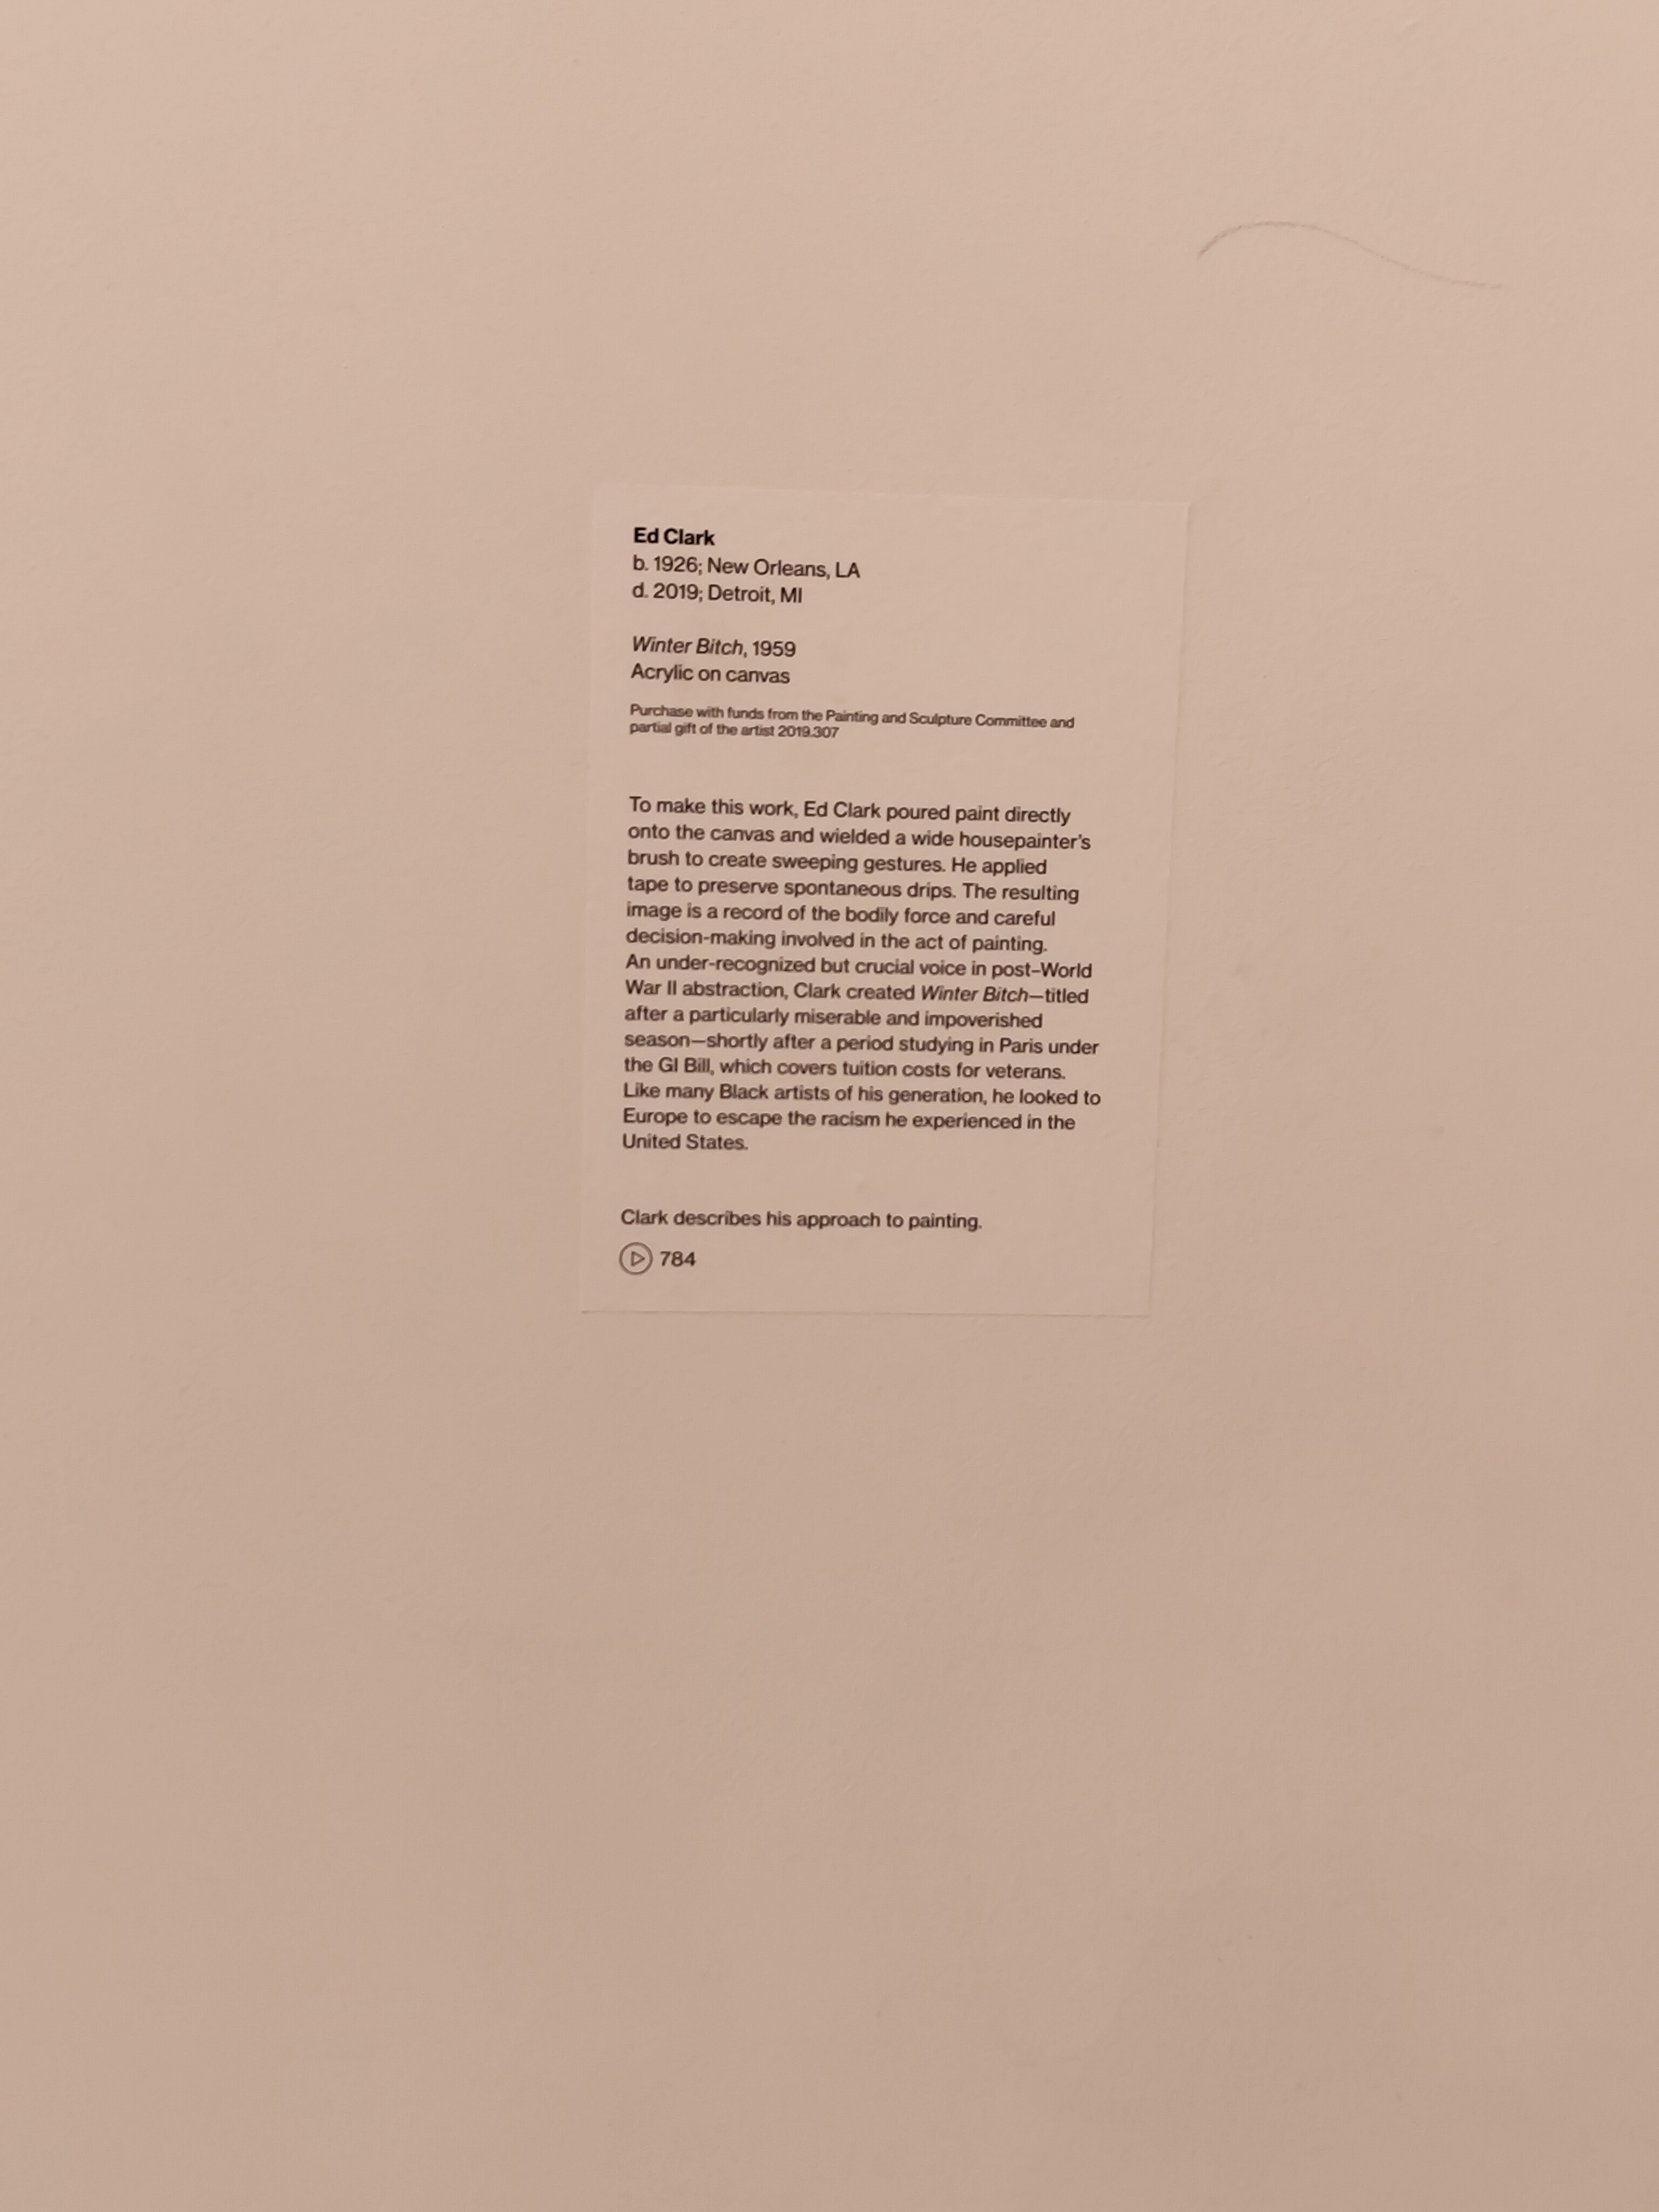 Ed Clark
b. 1926; New Orleans, LA
d. 2019; Detroit, MI
Winter Bitch, 1959
Acrylic on canvas
Purchase with funds from the Painting and Sculpture Committee and
partial gift of the artist 2019.307
To make this work, Ed Clark poured paint directly
onto the canvas and wielded a wide housepainter's
brush to create sweeping gestures. He applied
tape to preserve spontaneous drips. The resulting
image is a record of the bodily force and careful
decision-making involved in the act of painting.
An under-recognized but crucial voice in post–World
War II abstraction, Clark created Winter Bitch—titled
after a particularly miserable and impoverished
season—shortly after a period studying in Paris under
the GI Bill, which covers tuition costs for veterans.
Like many Black artists of his generation, he looked to
Europe to escape the racism he experienced in the
United States.
Clark describes his approach to painting.
784